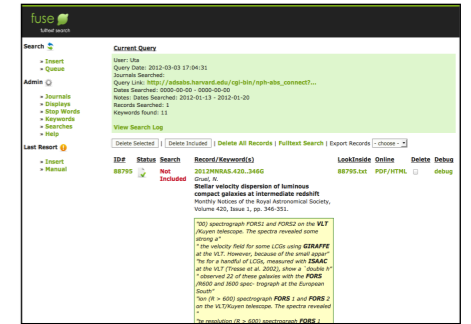 fuse
fulltext search
Search
» Insert
» Queue
Admin
» Journals
» Displays
» Stop Words
» Keywords
» Searches
» Help
Last Resort
» Insert
» Manual
Current Query
User: Uta
Query Date: 2012-03-03 17:04:31
Journals Searched:
Query Link: http://adsabs.harvard.edu/cgi-bin/nph-abs_connect?...
Dates Searched: 0000-00-00 - 0000-00-00
Notes: Dates Searched: 2012-01-13 - 2012-01-20
Records Searched: 1
Keywords found: 11
View Search Log
Delete Selected | Delete Included | Delete All Records | Fulltext Search | Export Records - choose -
ID# Status Search Record/Keyword(s) LookInside Online Delete Debug
88795 Not Included 2012MNRAS.420..346G 88795.txt PDF/HTML debug
Gruel, N.
Stellar velocity dispersion of luminous
compact galaxies at intermediate redshift
Monthly Notices of the Royal Astronomical Society,
Volume 420, Issue 1, pp. 346-351.
"00) spectrographs FORS1 and FORS2 on the VLT
/Kuyen telescope. The spectra revealed some
strong a"
" the velocity field for some LCGs using GIRAFFE
at the VLT. However, because of the small appar"
"hs for a handful of LCGs, measured with ISAAC
at the VLT (Tresse et al. 2002), show a `double h"
" observed 22 of these galaxies with the FORS
/R600 and I600 spec- trograph at the European
South"
"ion (R > 600) spectrograph FORS 1 and FORS 2
on the VLT/Kuyen telescope. The spectra revealed
"
"te resolution (R > 600) spectrograph FORS 1